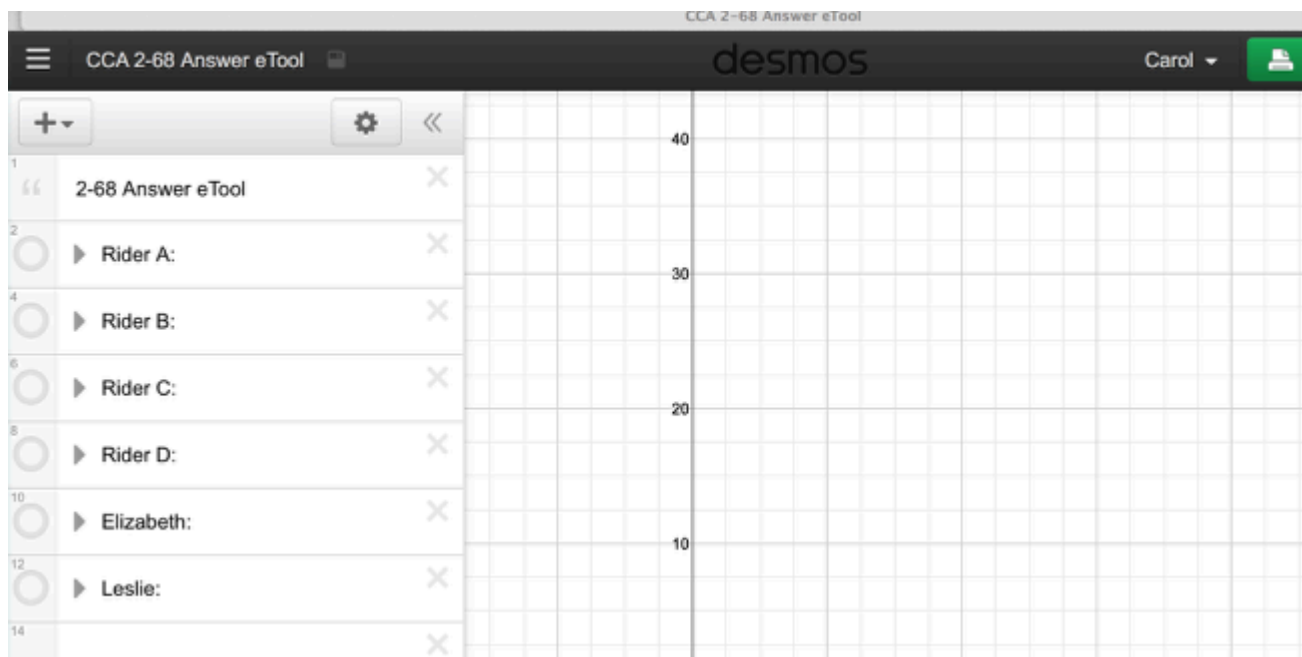 CCA 2-68 Answer eTool
CCA 2-68 Answer eTool
desmos
Carol
1
2-68 Answer eTool
2
Rider A:
4
Rider B:
6
Rider C:
8
Rider D:
10
Elizabeth:
12
Leslie:
14
40
30
20
10